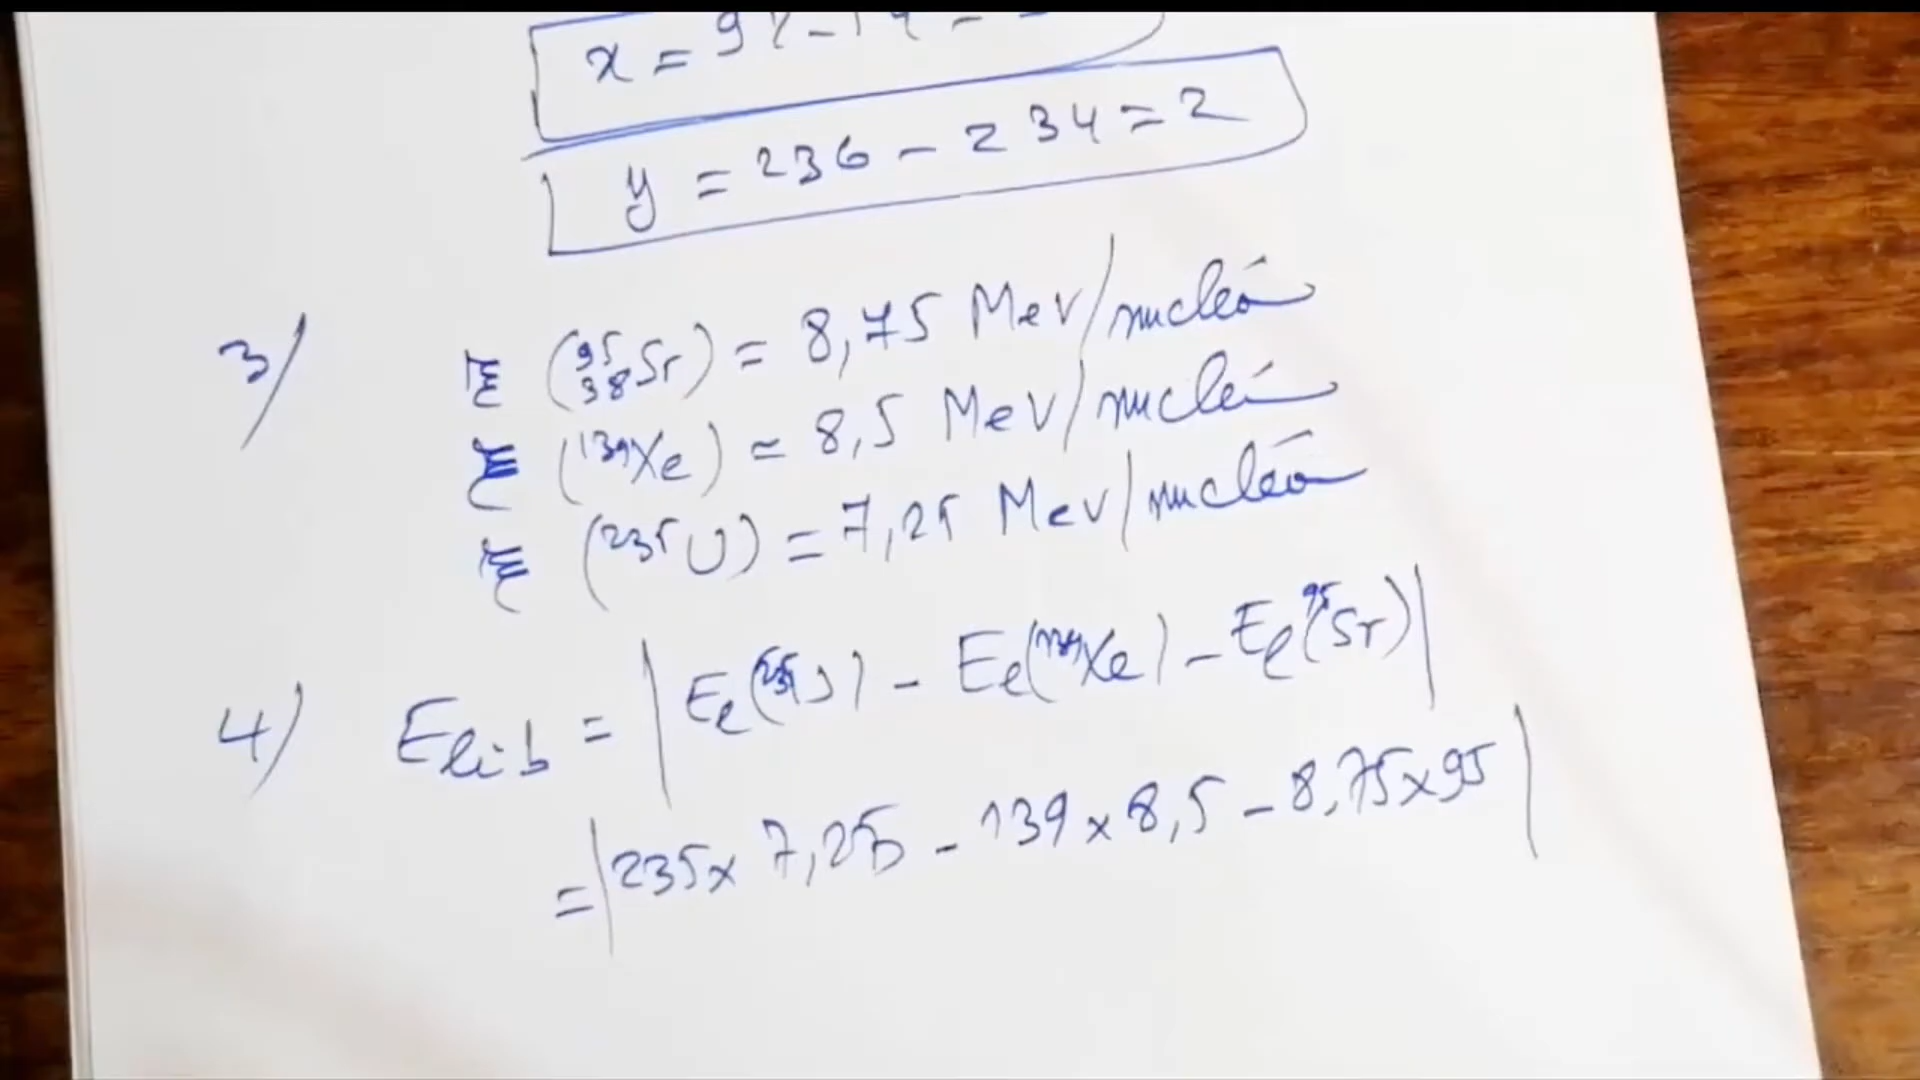 x = 92 -
y = 236 - 234 = 2
3/ ξ (⁹⁵₃₈Sr) = 8,75 MeV/nucléon
ξ (¹³⁹Xe) = 8,5 MeV/nucléon
ξ (²³⁵U) = 7,25 MeV/nucléon
4/ Elib = |El(²³⁵U) - El(¹³⁹Xe) - El(⁹⁵Sr)|
= |235 x 7,25 - 139 x 8,5 - 8,75 x 95|